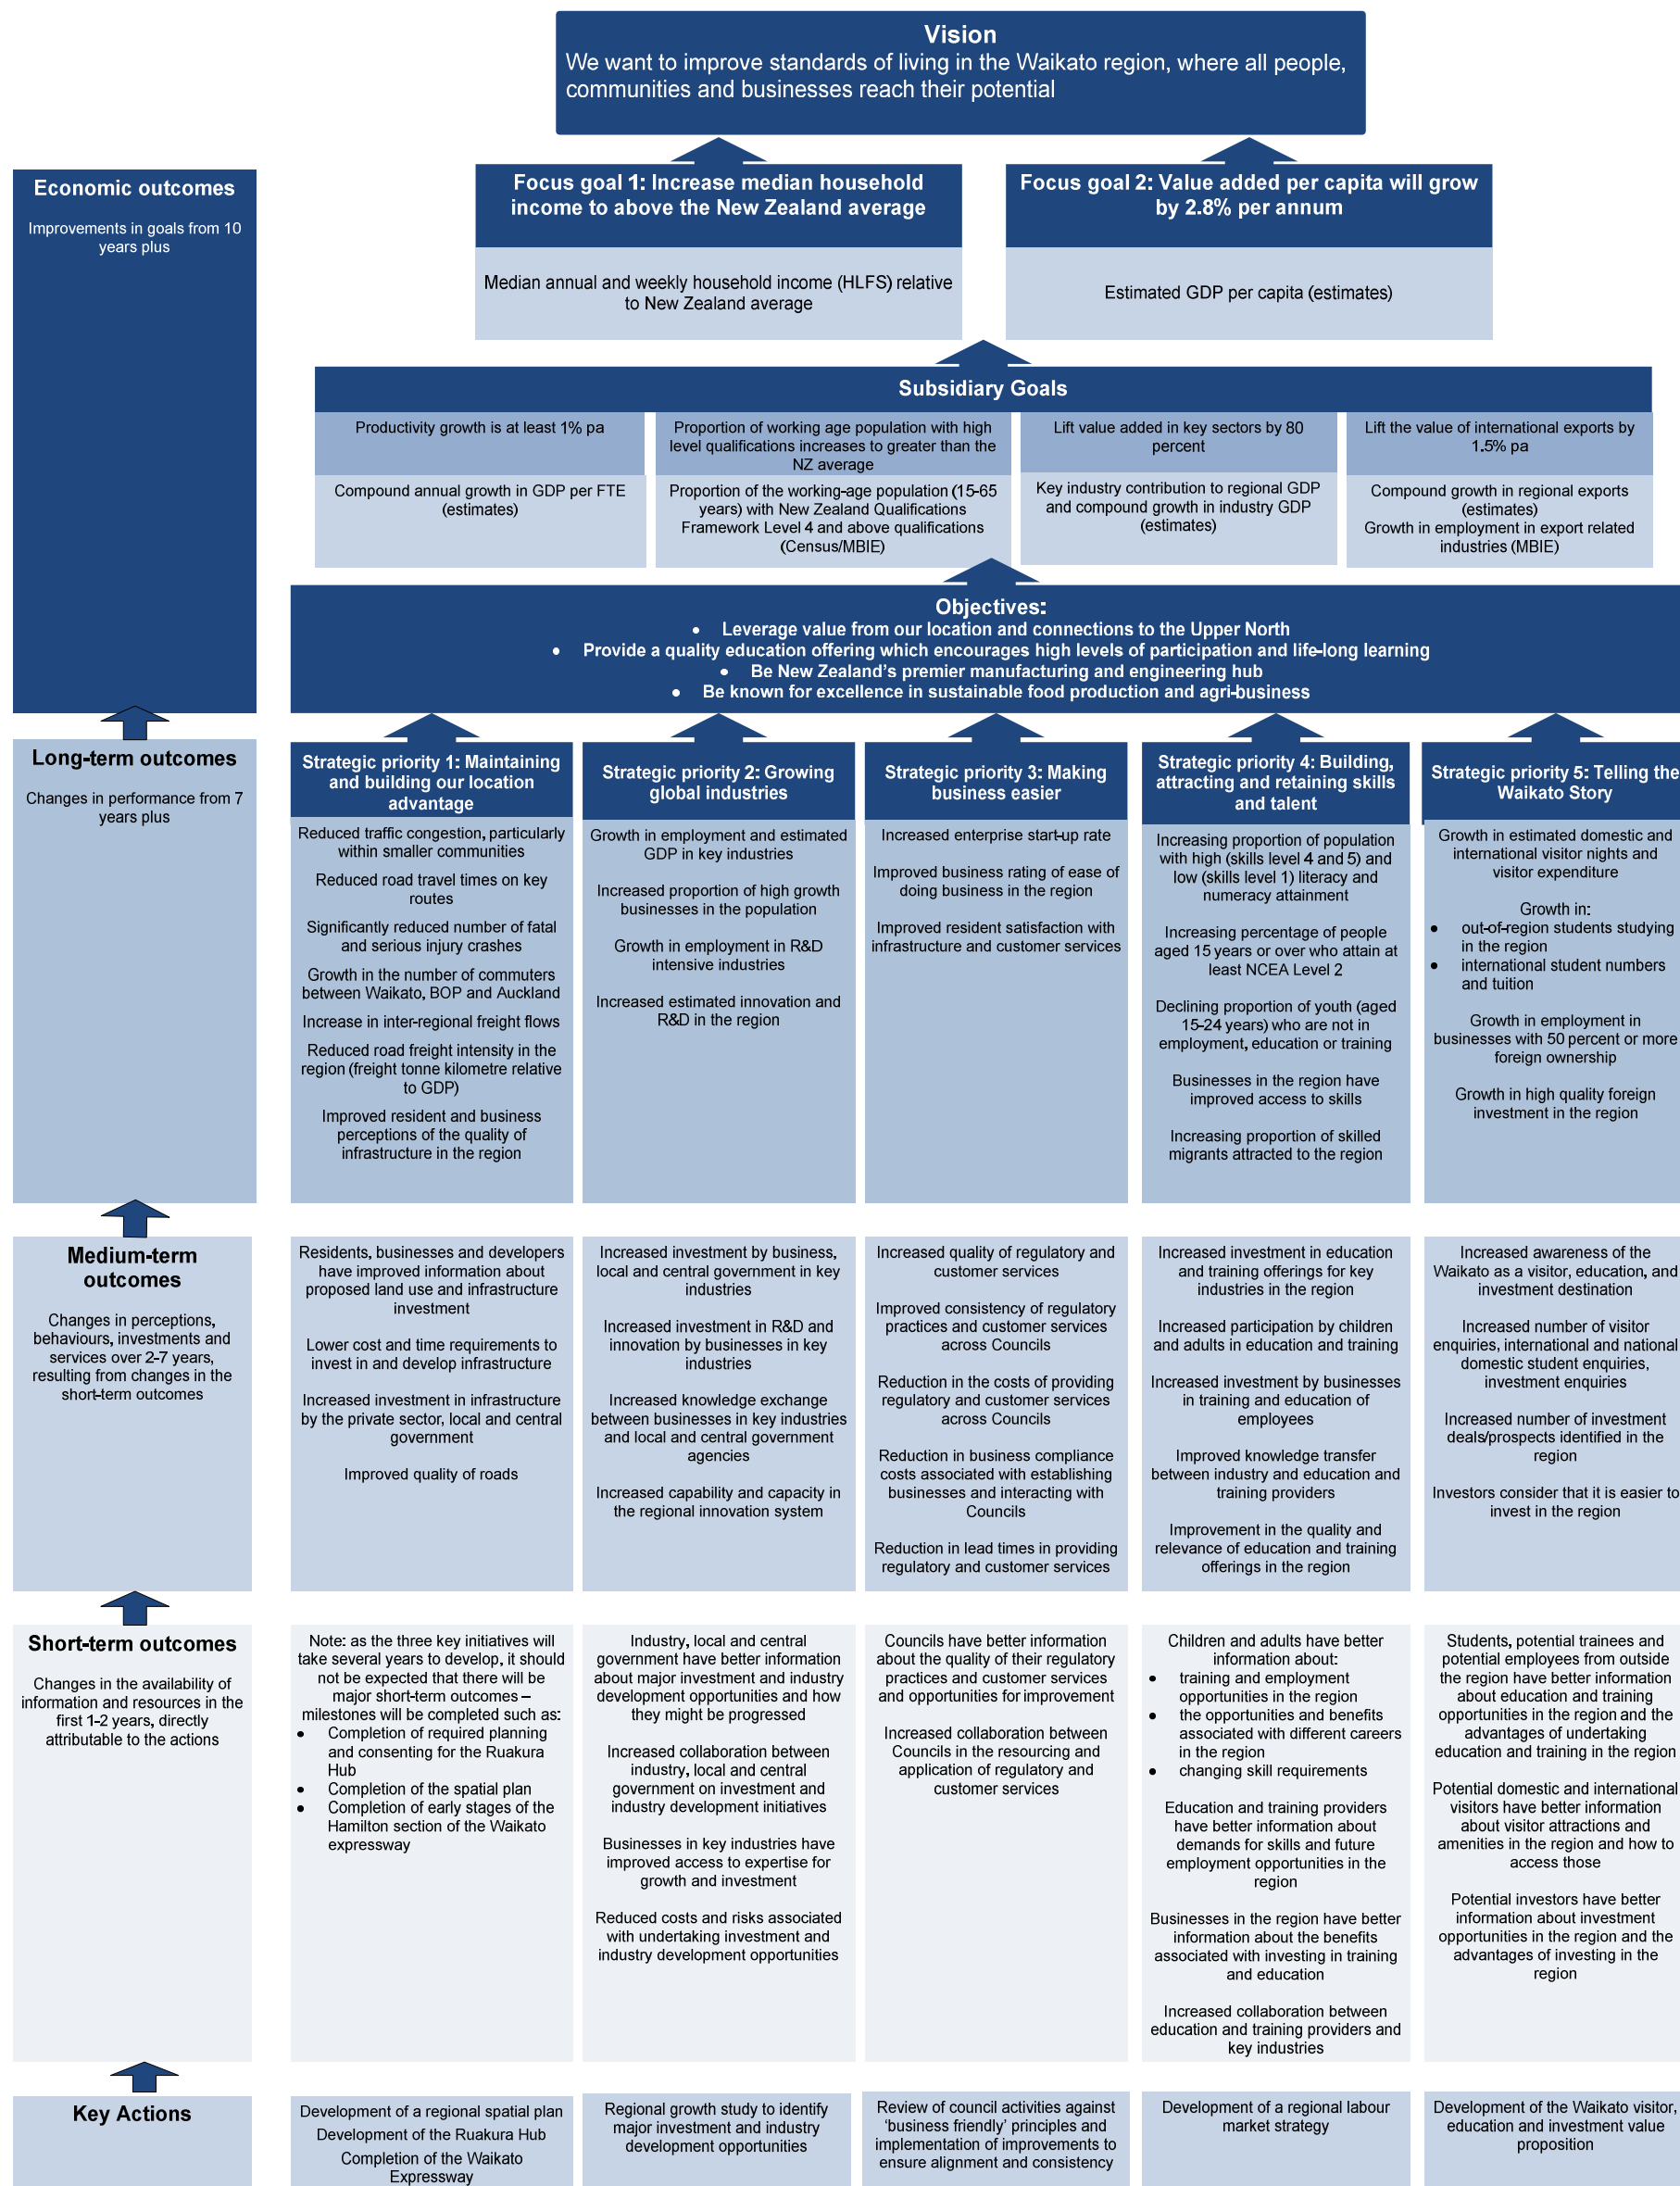 Vision
We want to improve standards of living in the Waikato region, where all people,
communities and businesses reach their potential
Economic outcomes
Improvements in goals from 10
years plus
Focus goal 1: Increase median household
income to above the New Zealand average
Median annual and weekly household income (HLFS) relative
to New Zealand average
Focus goal 2: Value added per capita will grow
by 2.8% per annum
Estimated GDP per capita (estimates)
Subsidiary Goals
Productivity growth is at least 1% pa
Compound annual growth in GDP per FTE
(estimates)
Proportion of working age population with high
level qualifications increases to greater than the
NZ average
Proportion of the working-age population (15-65
years) with New Zealand Qualifications
Framework Level 4 and above qualifications
(Census/MBIE)
Lift value added in key sectors by 80
percent
Key industry contribution to regional GDP
and compound growth in industry GDP
(estimates)
Lift the value of international exports by
1.5% pa
Compound growth in regional exports
(estimates)
Growth in employment in export related
industries (MBIE)
Objectives:
• Leverage value from our location and connections to the Upper North
• Provide a quality education offering which encourages high levels of participation and life-long learning
• Be New Zealand's premier manufacturing and engineering hub
• Be known for excellence in sustainable food production and agri-business
Long-term outcomes
Changes in performance from 7
years plus
Strategic priority 1: Maintaining
and building our location
advantage
Reduced traffic congestion, particularly
within smaller communities
Reduced road travel times on key
routes
Significantly reduced number of fatal
and serious injury crashes
Growth in the number of commuters
between Waikato, BOP and Auckland
Increase in inter-regional freight flows
Reduced road freight intensity in the
region (freight tonne kilometre relative
to GDP)
Improved resident and business
perceptions of the quality of
infrastructure in the region
Strategic priority 2: Growing
global industries
Growth in employment and estimated
GDP in key industries
Increased proportion of high growth
businesses in the population
Growth in employment in R&D
intensive industries
Increased estimated innovation and
R&D in the region
Strategic priority 3: Making
business easier
Increased enterprise start-up rate
Improved business rating of ease of
doing business in the region
Improved resident satisfaction with
infrastructure and customer services
Strategic priority 4: Building,
attracting and retaining skills
and talent
Increasing proportion of population
with high (skills level 4 and 5) and
low (skills level 1) literacy and
numeracy attainment
Increasing percentage of people
aged 15 years or over who attain at
least NCEA Level 2
Declining proportion of youth (aged
15-24 years) who are not in
employment, education or training
Businesses in the region have
improved access to skills
Increasing proportion of skilled
migrants attracted to the region
Strategic priority 5: Telling the
Waikato Story
Growth in estimated domestic and
international visitor nights and
visitor expenditure
Growth in:
• out-of-region students studying
in the region
• international student numbers
and tuition
Growth in employment in
businesses with 50 percent or more
foreign ownership
Growth in high quality foreign
investment in the region
Medium-term
outcomes
Changes in perceptions,
behaviours, investments and
services over 2-7 years,
resulting from changes in the
short-term outcomes
Residents, businesses and developers
have improved information about
proposed land use and infrastructure
investment
Lower cost and time requirements to
invest in and develop infrastructure
Increased investment in infrastructure
by the private sector, local and central
government
Improved quality of roads
Increased investment by business,
local and central government in key
industries
Increased investment in R&D and
innovation by businesses in key
industries
Increased knowledge exchange
between businesses in key industries
and local and central government
agencies
Increased capability and capacity in
the regional innovation system
Increased quality of regulatory and
customer services
Improved consistency of regulatory
practices and customer services
across Councils
Reduction in the costs of providing
regulatory and customer services
across Councils
Reduction in business compliance
costs associated with establishing
businesses and interacting with
Councils
Reduction in lead times in providing
regulatory and customer services
Increased investment in education
and training offerings for key
industries in the region
Increased participation by children
and adults in education and training
Increased investment by businesses
in training and education of
employees
Improved knowledge transfer
between industry and education and
training providers
Improvement in the quality and
relevance of education and training
offerings in the region
Increased awareness of the
Waikato as a visitor, education, and
investment destination
Increased number of visitor
enquiries, international and national
domestic student enquiries,
investment enquiries
Increased number of investment
deals/prospects identified in the
region
Investors consider that it is easier to
invest in the region
Short-term outcomes
Changes in the availability of
information and resources in the
first 1-2 years, directly
attributable to the actions
Note: as the three key initiatives will
take several years to develop, it should
not be expected that there will be
major short-term outcomes –
milestones will be completed such as:
• Completion of required planning
and consenting for the Ruakura
Hub
• Completion of the spatial plan
• Completion of early stages of the
Hamilton section of the Waikato
expressway
Industry, local and central
government have better information
about major investment and industry
development opportunities and how
they might be progressed
Increased collaboration between
industry, local and central
government on investment and
industry development initiatives
Businesses in key industries have
improved access to expertise for
growth and investment
Reduced costs and risks associated
with undertaking investment and
industry development opportunities
Councils have better information
about the quality of their regulatory
practices and customer services
and opportunities for improvement
Increased collaboration between
Councils in the resourcing and
application of regulatory and
customer services
Children and adults have better
information about:
• training and employment
opportunities in the region
• the opportunities and benefits
associated with different careers
in the region
• changing skill requirements
Education and training providers
have better information about
demands for skills and future
employment opportunities in the
region
Businesses in the region have better
information about the benefits
associated with investing in training
and education
Increased collaboration between
education and training providers and
key industries
Students, potential trainees and
potential employees from outside
the region have better information
about education and training
opportunities in the region and the
advantages of undertaking
education and training in the region
Potential domestic and international
visitors have better information
about visitor attractions and
amenities in the region and how to
access those
Potential investors have better
information about investment
opportunities in the region and the
advantages of investing in the
region
Key Actions
Development of a regional spatial plan
Development of the Ruakura Hub
Completion of the Waikato
Expressway
Regional growth study to identify
major investment and industry
development opportunities
Review of council activities against
'business friendly' principles and
implementation of improvements to
ensure alignment and consistency
Development of a regional labour
market strategy
Development of the Waikato visitor,
education and investment value
proposition